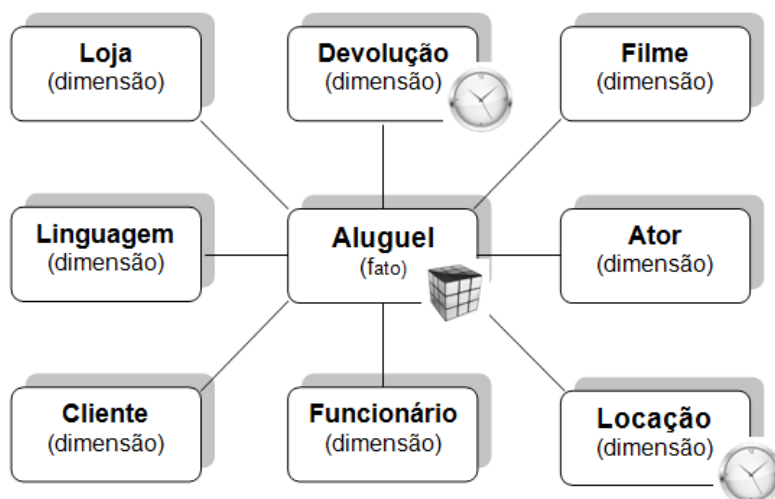 Loja
(dimensão)
Devolução
(dimensão)
Filme
(dimensão)
Linguagem
(dimensão)
Aluguel
(fato)
Ator
(dimensão)
Cliente
(dimensão)
Funcionário
(dimensão)
Locação
(dimensão)